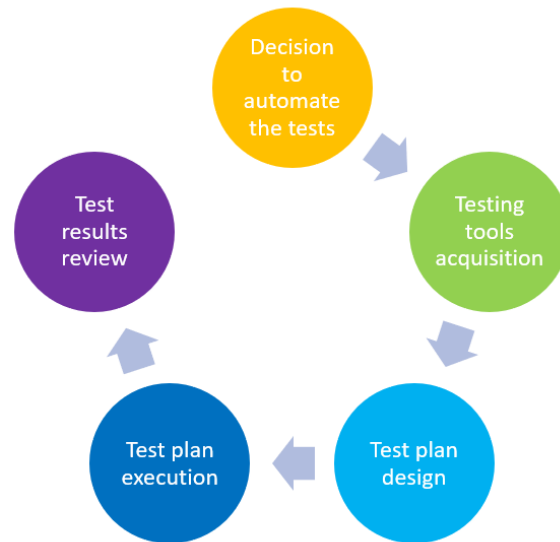 Decision
to
automate
the tests
Testing
tools
acquisition
Test plan
design
Test plan
execution
Test
results
review